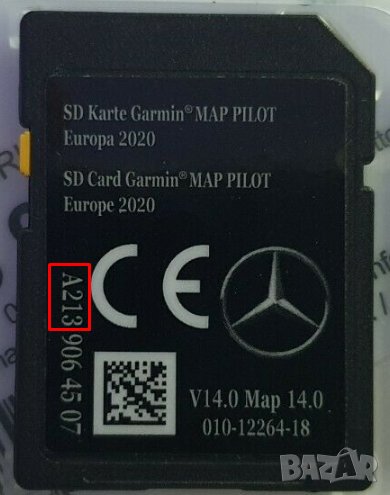 SD Karte Garmin® MAP PILOT
Europa 2020
SD Card Garmin® MAP PILOT
Europe 2020
CE
A213 906 45 07
V14.0 Map 14.0
010-12264-18
BAZAR